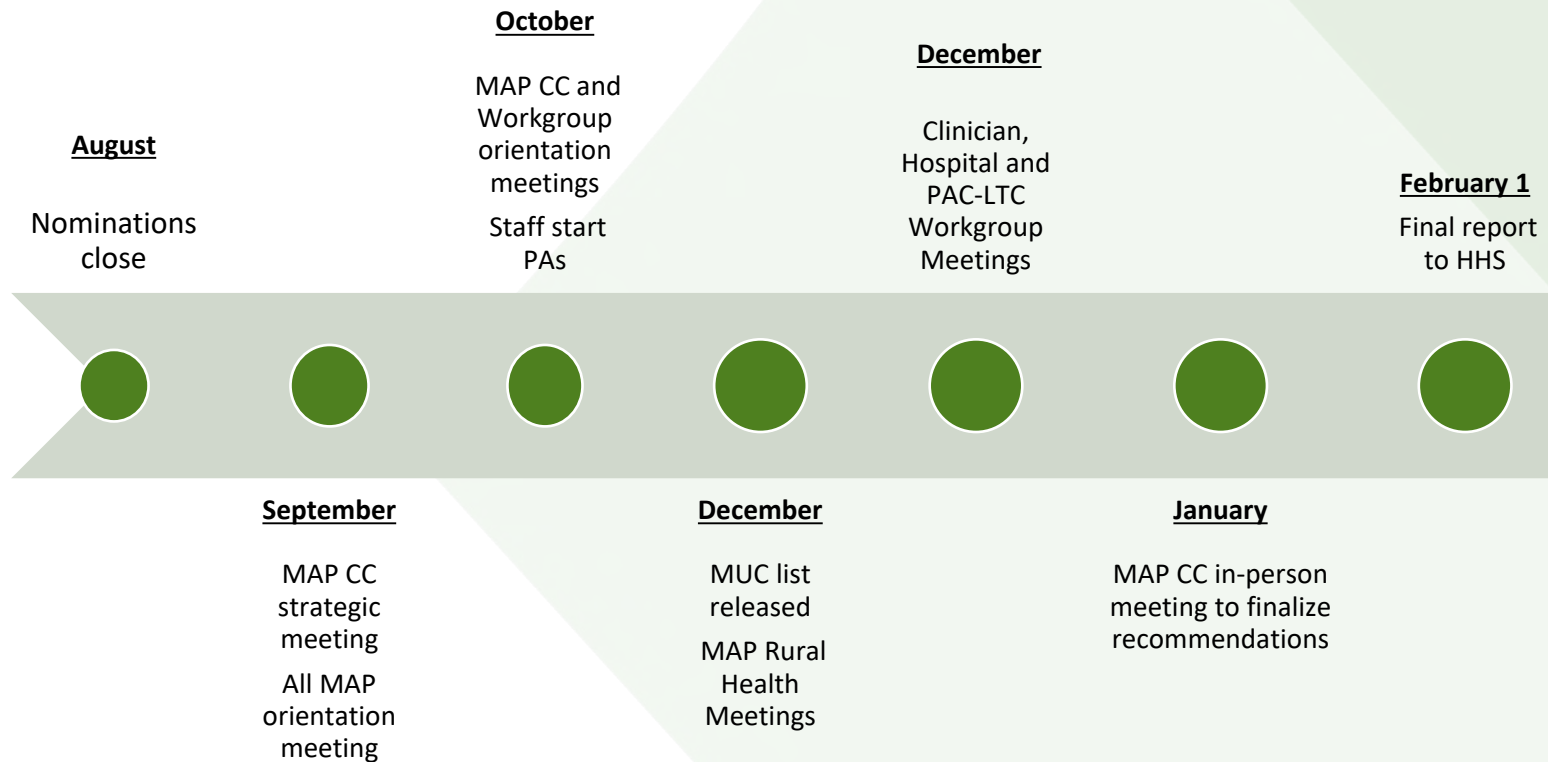 August
Nominations
close
September
MAP CC
strategic
meeting
All MAP
orientation
meeting
October
MAP CC and
Workgroup
orientation
meetings
Staff start
PAs
December
MUC list
released
MAP Rural
Health
Meetings
December
Clinician,
Hospital and
PAC-LTC
Workgroup
Meetings
January
MAP CC in-person
meeting to finalize
recommendations
February 1
Final report
to HHS